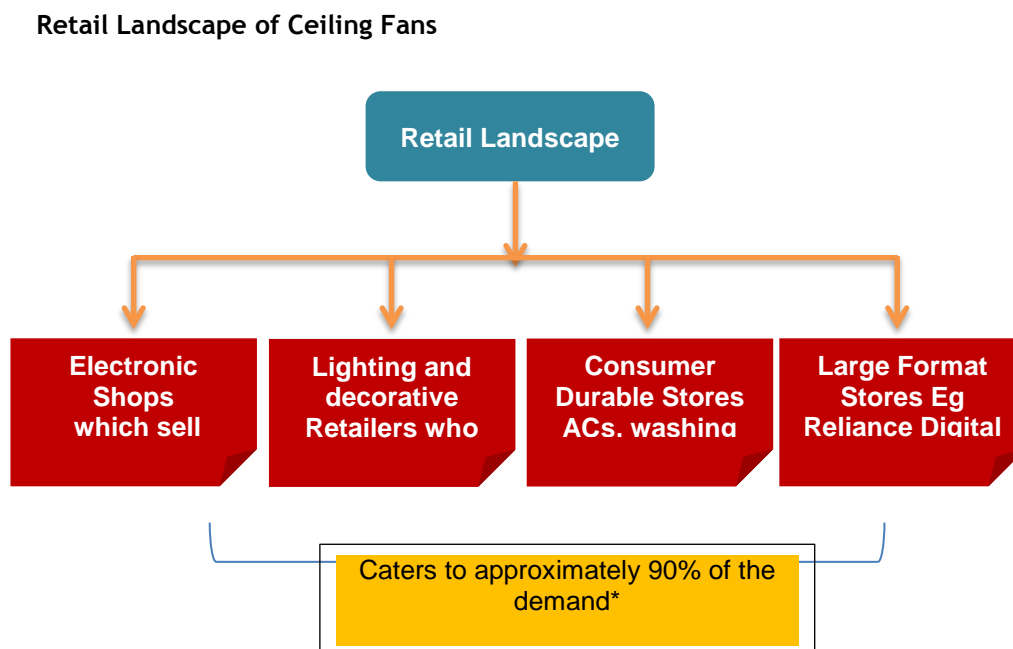 Retail Landscape of Ceiling Fans
Retail Landscape
Electronic
Shops
which sell
Lighting and
decorative
Retailers who
Consumer
Durable Stores
ACs, washing
Large Format
Stores Eg
Reliance Digital
Caters to approximately 90% of the
demand*